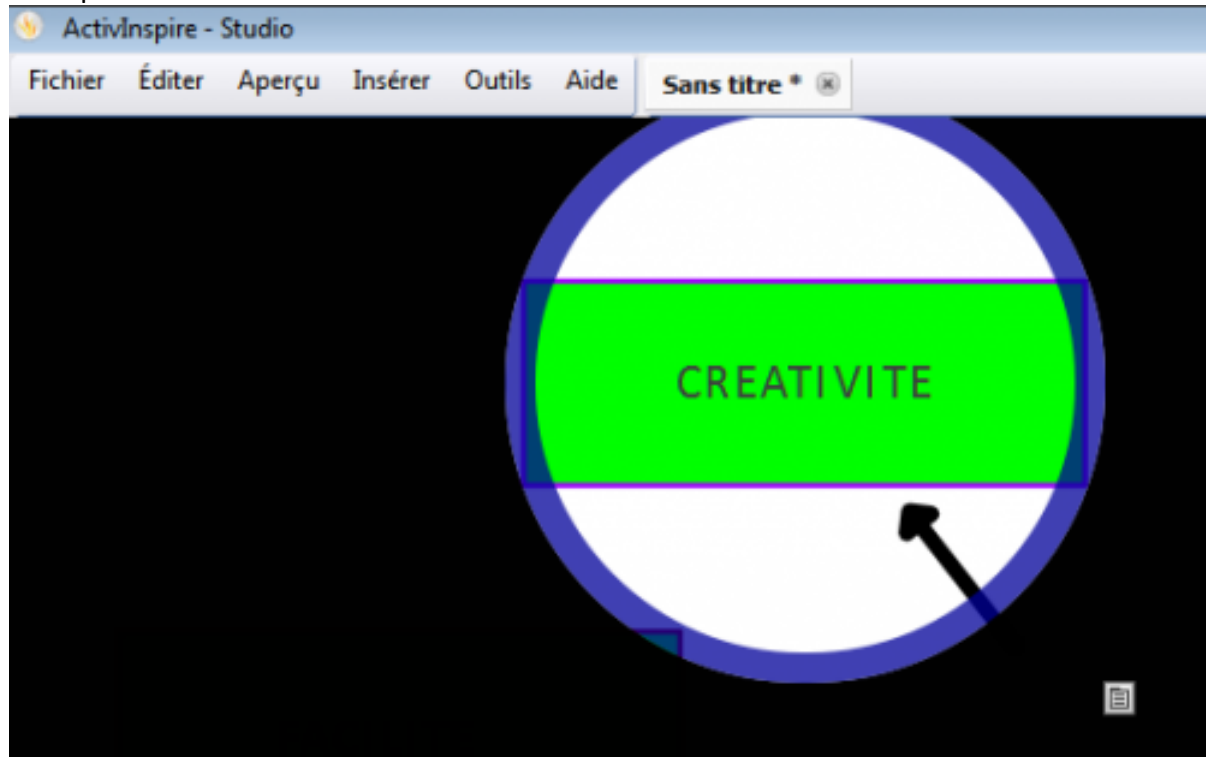 ActivInspire - Studio
Fichier Éditer Aperçu Insérer Outils Aide Sans titre *
CREATIVITE